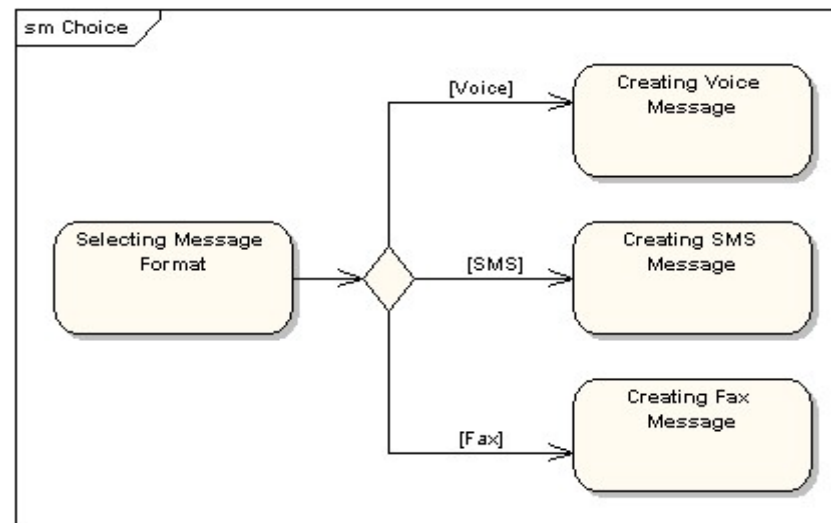 sm Choice
[Voice]
Creating Voice
Message
Selecting Message
Format
[SMS]
Creating SMS
Message
[Fax]
Creating Fax
Message